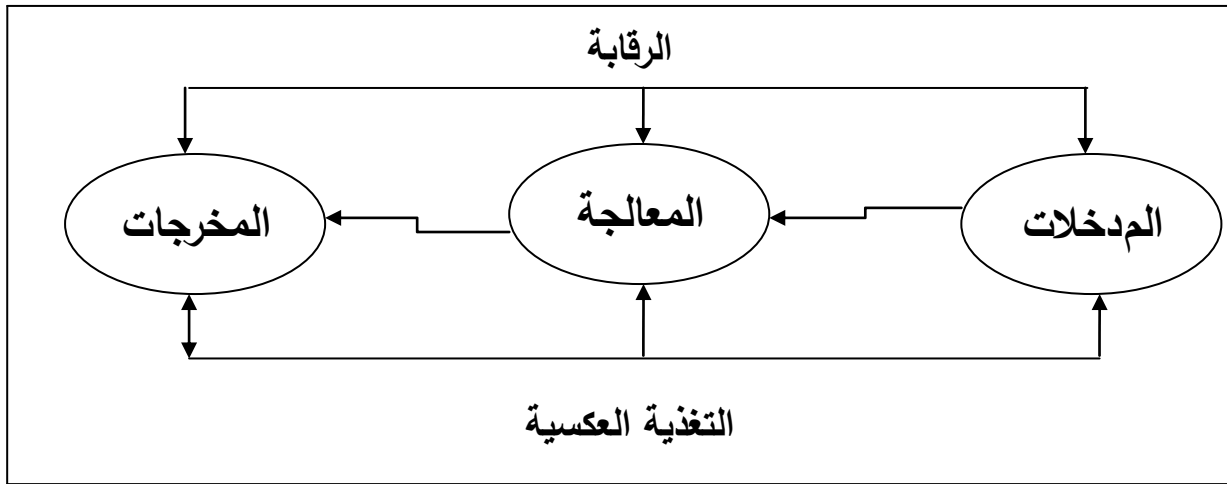 الرقابة
المدخلات
المعالجة
المخرجات
التغذية العكسية